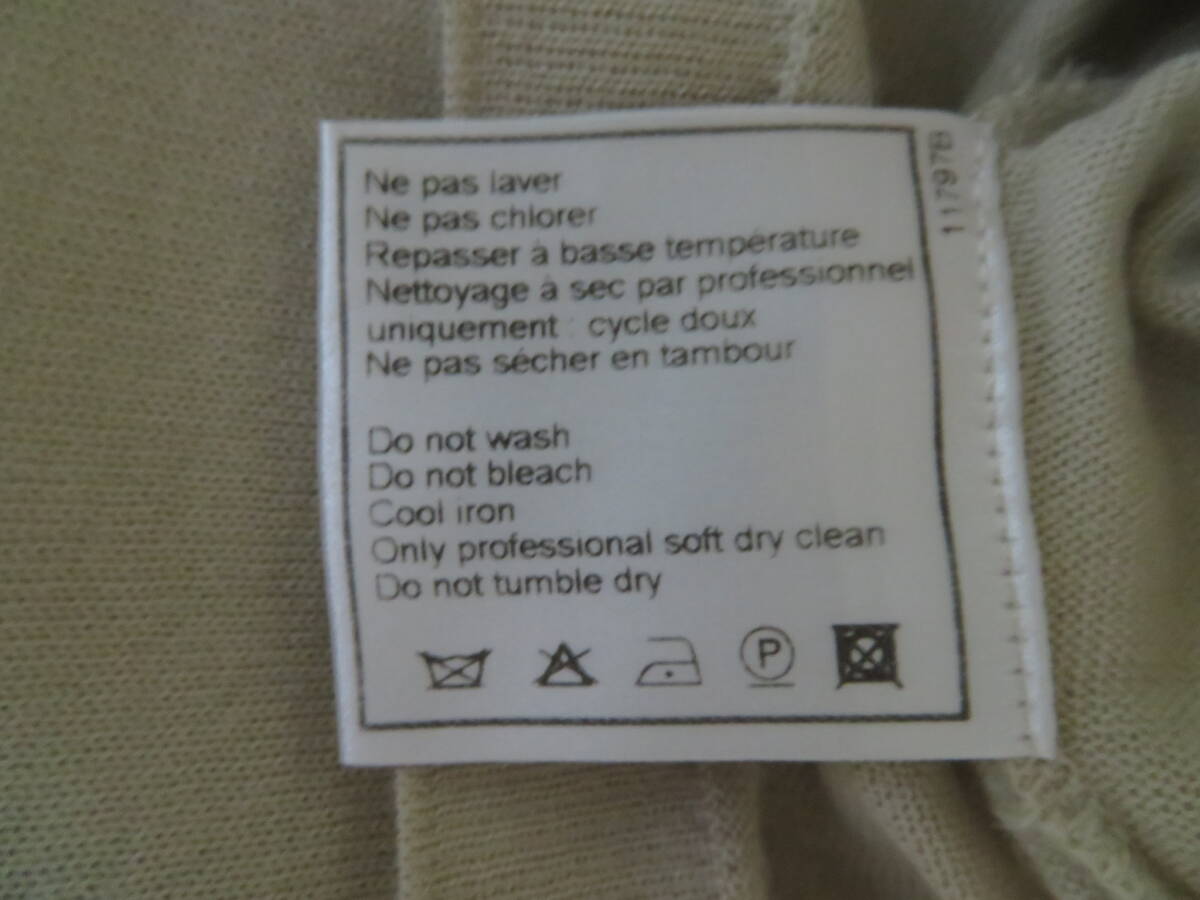 Ne pas laver
Ne pas chlorer
Repasser à basse température
Nettoyage à sec par professionnel
uniquement : cycle doux
Ne pas sécher en tambour
Do not wash
Do not bleach
Cool iron
Only professional soft dry clean
Do not tumble dry
P
11797B